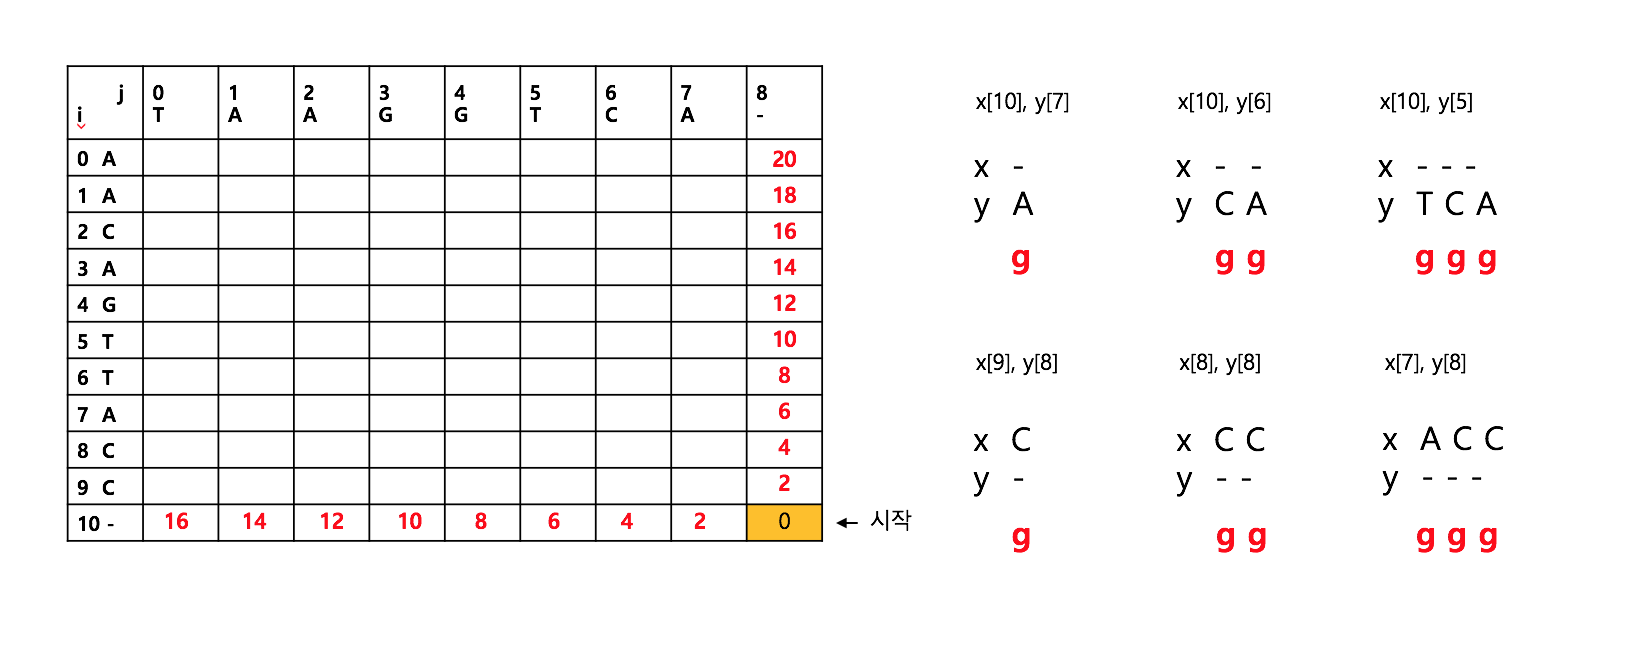 j 0 1 2 3 4 5 6 7 8
i T A A G G T C A -
0 A 20
1 A 18
2 C 16
3 A 14
4 G 12
5 T 10
6 T 8
7 A 6
8 C 4
9 C 2
10 - 16 14 12 10 8 6 4 2 0 ← 시작
x[10], y[7]
x -
y A
g
x[10], y[6]
x - -
y C A
g g
x[10], y[5]
x - - -
y T C A
g g g
x[9], y[8]
x C
y -
g
x[8], y[8]
x C C
y - -
g g
x[7], y[8]
x A C C
y - - -
g g g